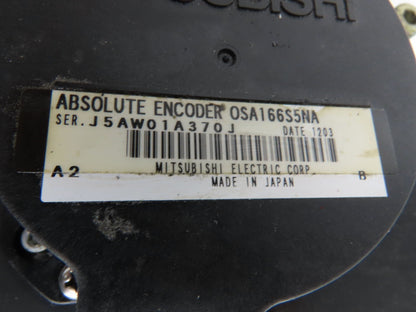 ABSOLUTE ENCODER OSA166S5NA
SER.J5AW01A370J DATE 1203
A2 MITSUBISHI ELECTRIC CORP. B
MADE IN JAPAN